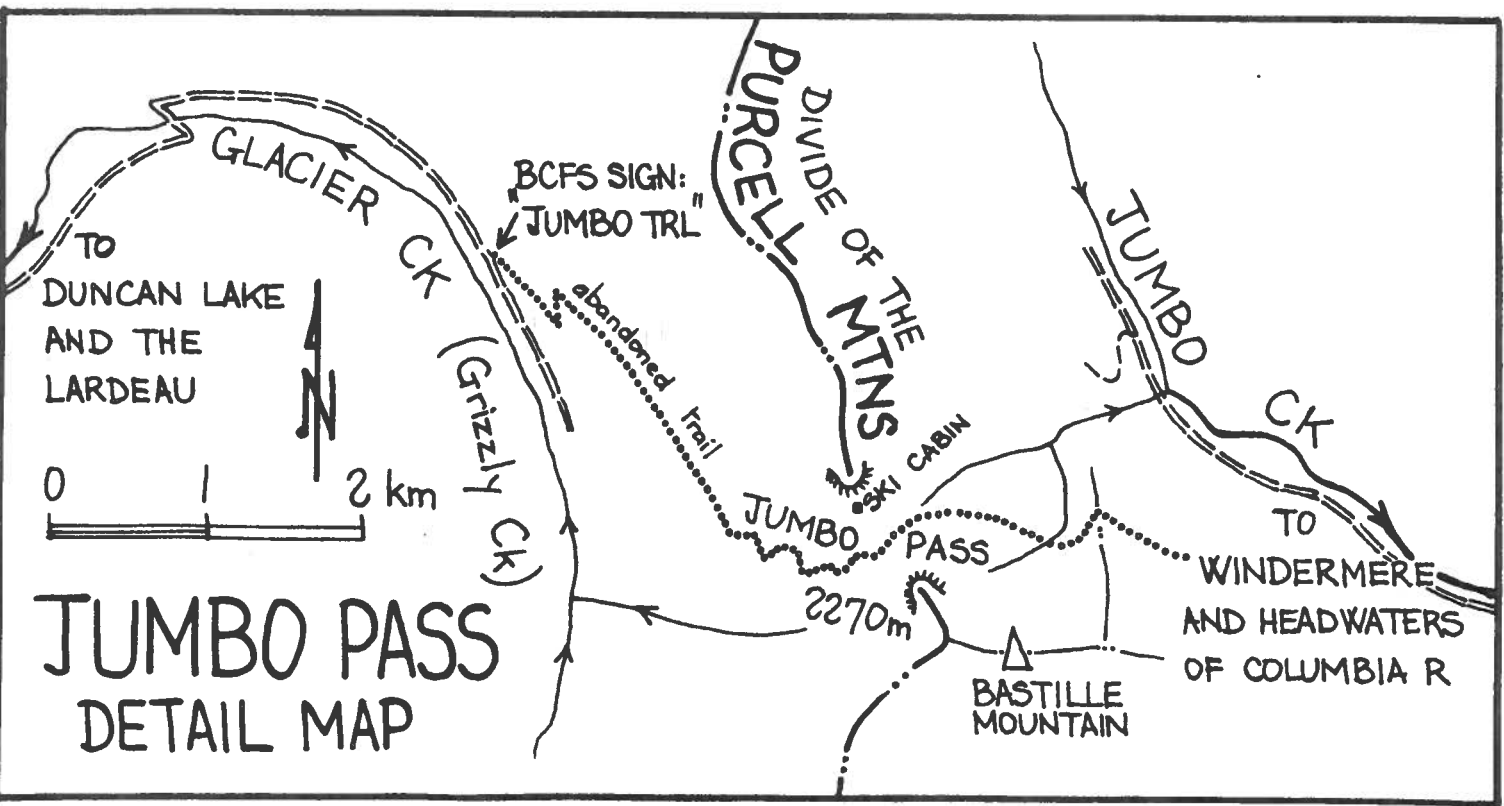 DIVIDE OF THE
PURCELL MTNS
GLACIER CK (Grizzly Ck)
"BCFS SIGN:
JUMBO TRL"
abandoned trail
JUMBO CK
TO
DUNCAN LAKE
AND THE
LARDEAU
N
0 1 2 km
SKI CABIN
JUMBO PASS
2270m
TO
WINDERMERE
AND HEADWATERS
OF COLUMBIA R
BASTILLE
MOUNTAIN
JUMBO PASS
DETAIL MAP